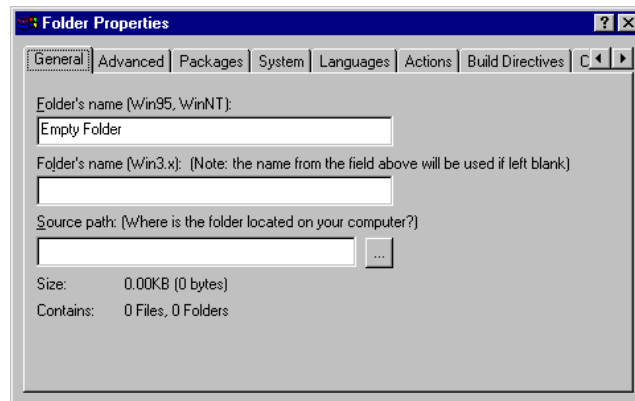 Folder Properties
General Advanced Packages System Languages Actions Build Directives
Folder's name (Win95, WinNT):
Empty Folder
Folder's name (Win3.x): (Note: the name from the field above will be used if left blank)
Source path: (Where is the folder located on your computer?)
...
Size: 0.00KB (0 bytes)
Contains: 0 Files, 0 Folders